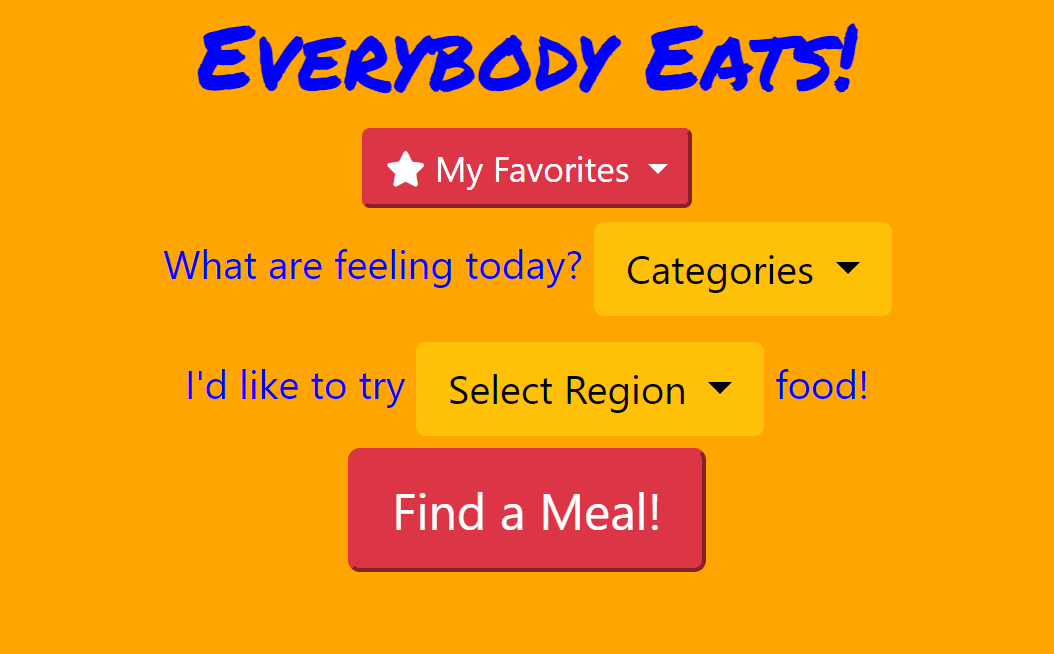 Everybody Eats!
My Favorites
What are feeling today? Categories
I'd like to try Select Region food!
Find a Meal!